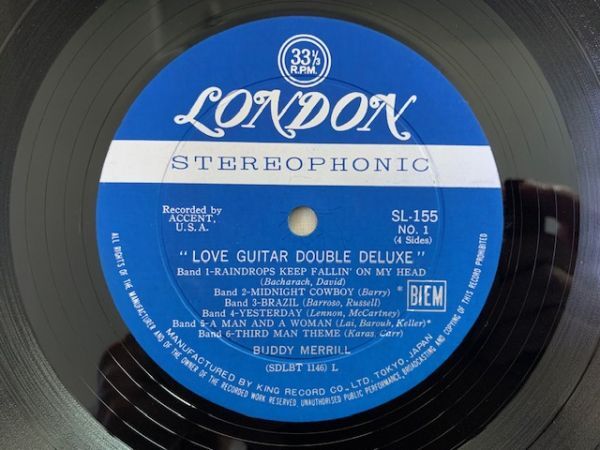 33 1/3
R.P.M.
LONDON
STEREOPHONIC
Recorded by
ACCENT,
U.S.A.
SL-155
NO. 1
(4 Sides)
"LOVE GUITAR DOUBLE DELUXE"
Band 1-RAINDROPS KEEP FALLIN' ON MY HEAD
(Bacharach, David)
Band 2-MIDNIGHT COWBOY (Barry) *
Band 3-BRAZIL (Barroso, Russell)
Band 4-YESTERDAY (Lennon, McCartney)
Band 5-A MAN AND A WOMAN (Lai, Barouh, Keller)*
Band 6-THIRD MAN THEME (Karas, Carr)
BIEM
BUDDY MERRILL
(SDLBT 1146) L
MANUFACTURED BY KING RECORD CO., LTD. TOKYO, JAPAN
ALL RIGHTS OF THE MANUFACTURER AND OF THE OWNER OF THE RECORDED WORK RESERVED UNAUTHORISED PUBLIC PERFORMANCE, BROADCASTING AND COPYING OF THIS RECORD PROHIBITED